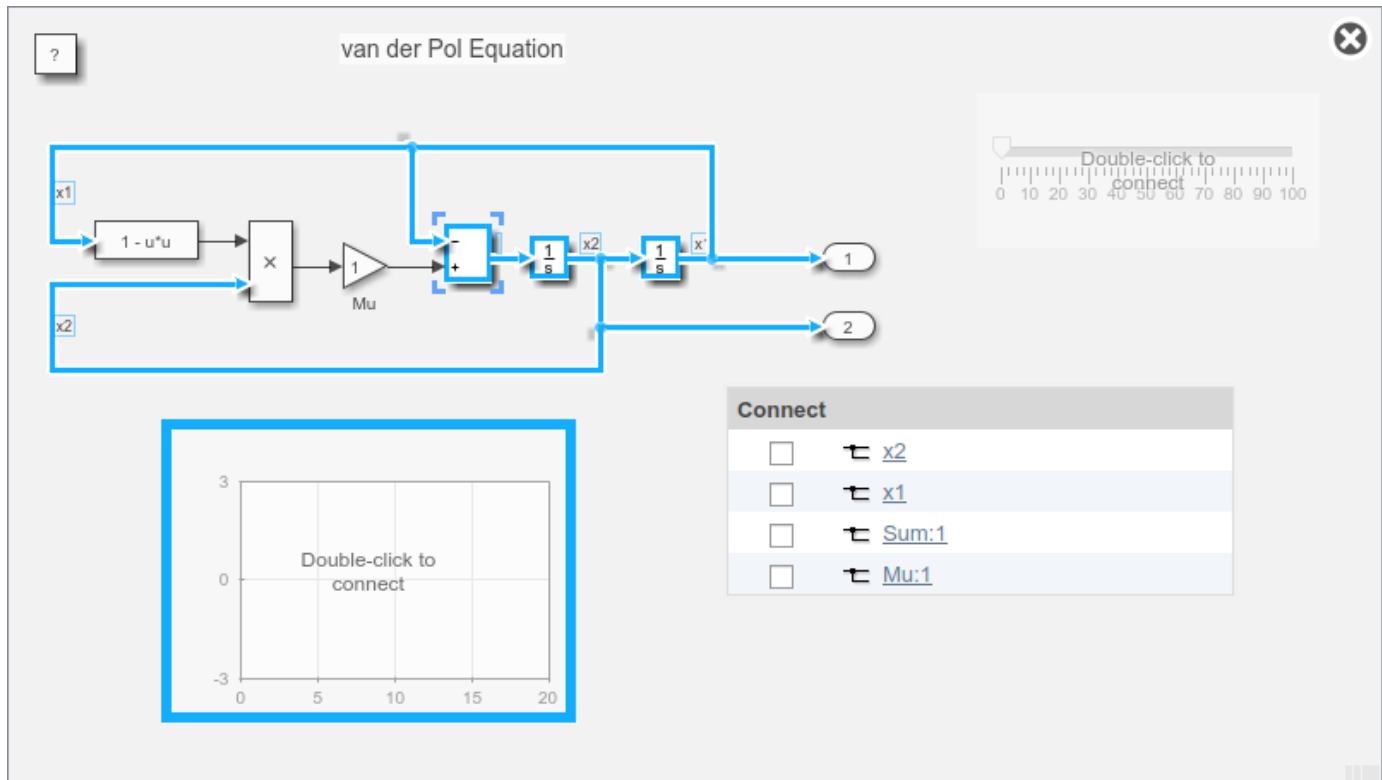 ?
van der Pol Equation
Double-click to
connect
0 10 20 30 40 50 60 70 80 90 100
x1
1 - u*u
×
1
Mu
-
+
1
s
x2
1
s
1
x2
2
Connect
x2
x1
Sum:1
Mu:1
3
0
-3
Double-click to
connect
0 5 10 15 20